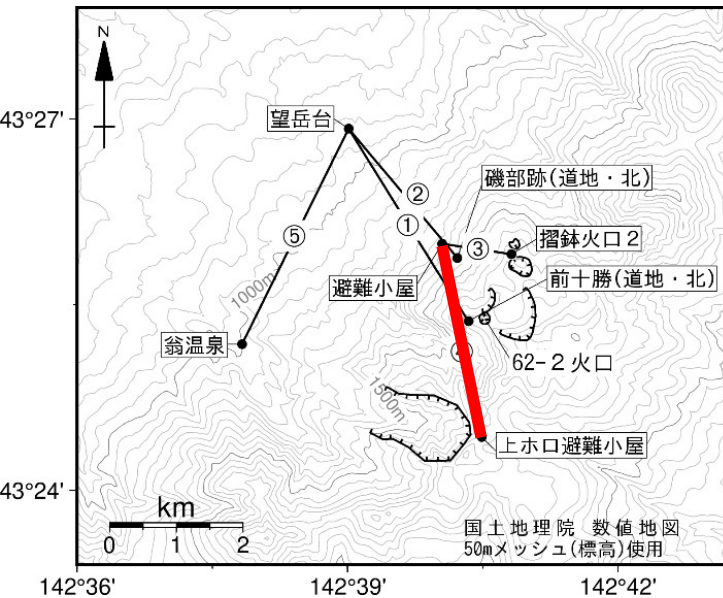 N
43°27'
望岳台
磯部跡(道地・北)
②
①
摺鉢火口2
③
⑤
避難小屋
前十勝(道地・北)
1000m
翁温泉
62-2火口
1500m
上ホロ避難小屋
43°24'
km
0 1 2
国土地理院 数値地図
50mメッシュ(標高)使用
142°36' 142°39' 142°42'